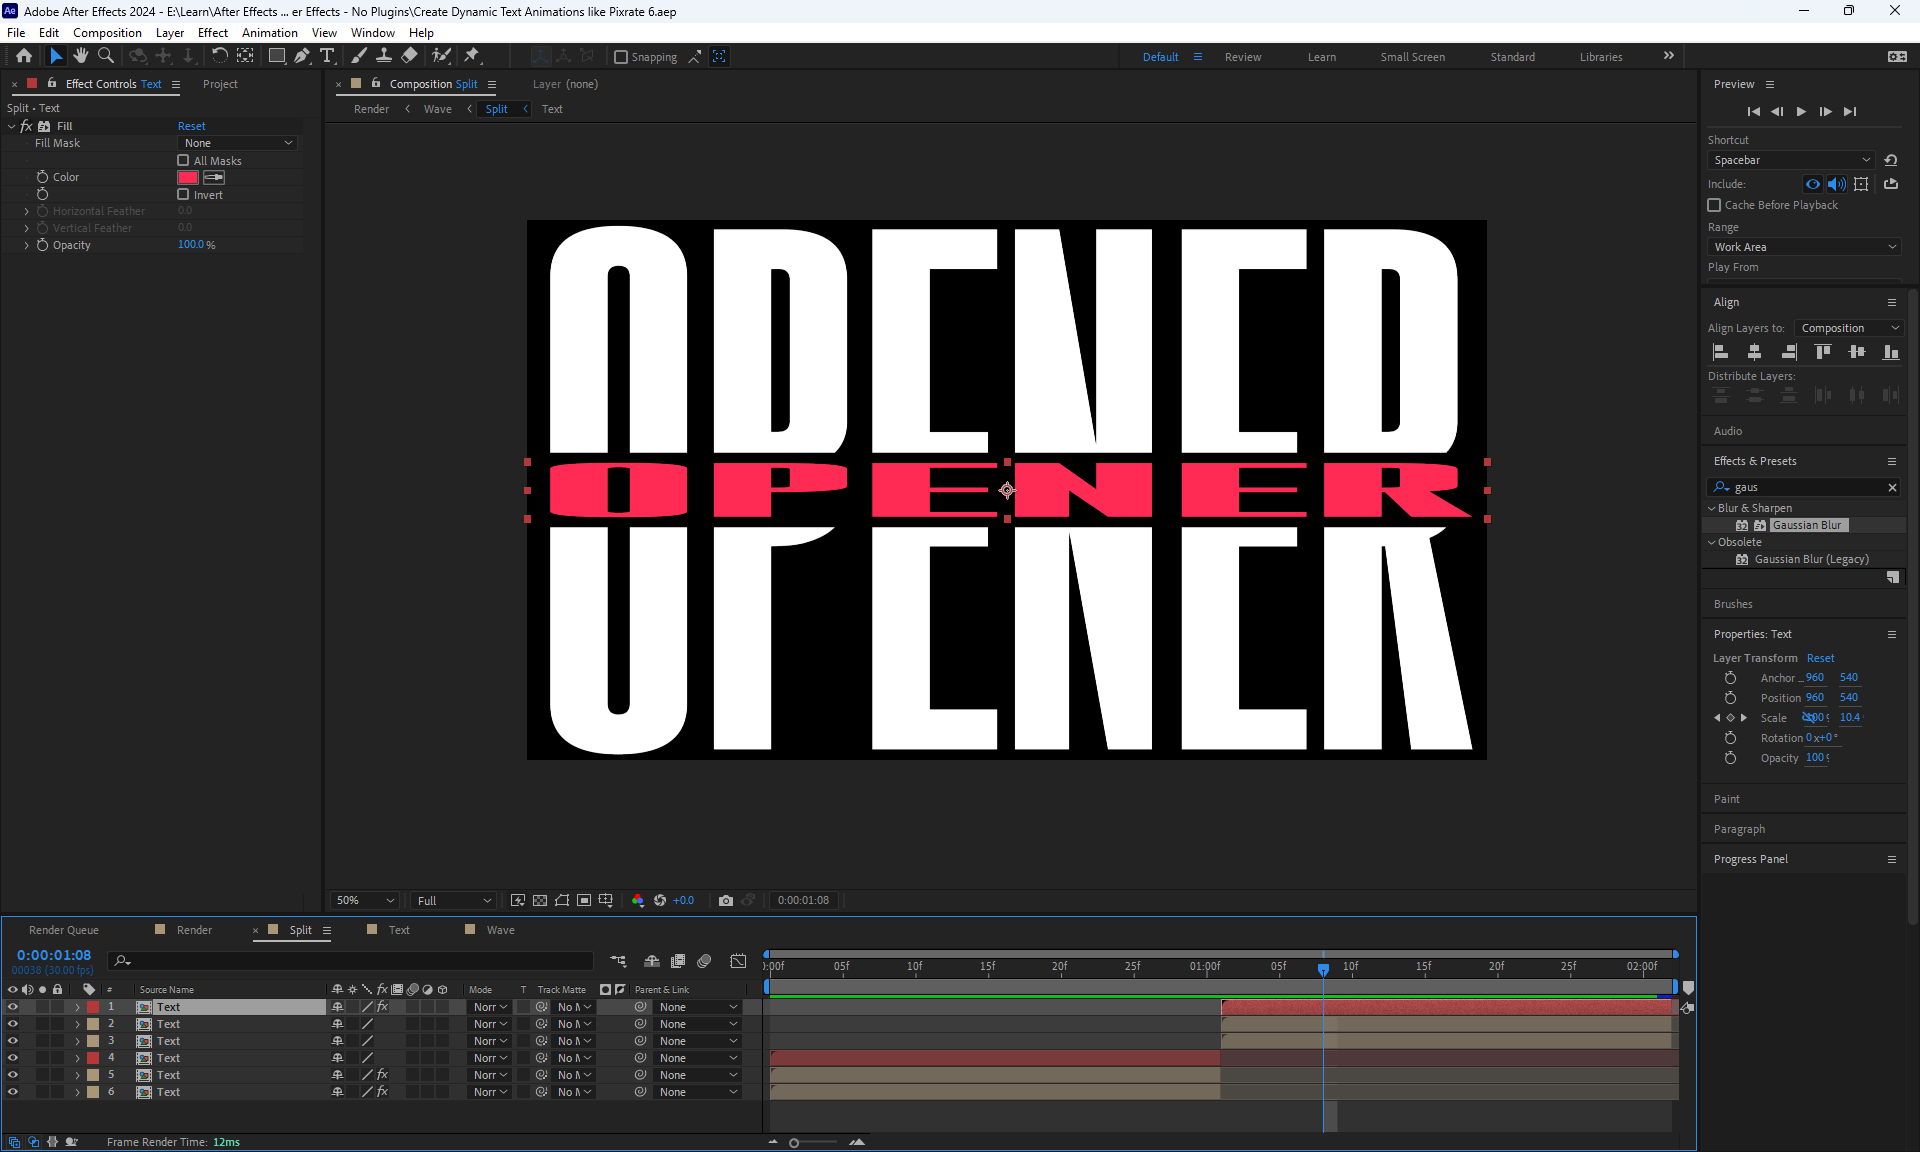 Adobe After Effects 2024 - E:\Learn\After Effects ... er Effects - No Plugins\Create Dynamic Text Animations like Pixrate 6.aep
File Edit Composition Layer Effect Animation View Window Help
Snapping
Default Review Learn Small Screen Standard Libraries
Effect Controls Text Project
Split • Text
fx Fill Reset
Fill Mask None
All Masks
Color
Invert
Horizontal Feather 0.0
Vertical Feather 0.0
Opacity 100.0 %
Composition Split Layer (none)
Render Wave Split Text
OPENER
OPENER
50% Full +0.0 0:00:01:08
Preview
Shortcut
Spacebar
Include:
Cache Before Playback
Range
Work Area
Play From
Align
Align Layers to: Composition
Distribute Layers:
Audio
Effects & Presets
gaus
Blur & Sharpen
Gaussian Blur
Obsolete
Gaussian Blur (Legacy)
Brushes
Properties: Text
Layer Transform Reset
Anchor ... 960 540
Position 960 540
Scale 100 10.4
Rotation 0x+0°
Opacity 100
Paint
Paragraph
Progress Panel
Render Queue Render Split Text Wave
0:00:01:08
00038 (30.00 fps)
:00f 05f 10f 15f 20f 25f 01:00f 05f 10f 15f 20f 25f 02:00f
# Source Name fx Mode T Track Matte Parent & Link
1 Text fx Norr No M None
2 Text Norr No M None
3 Text Norr No M None
4 Text Norr No M None
5 Text fx Norr No M None
6 Text fx Norr No M None
Frame Render Time: 12ms